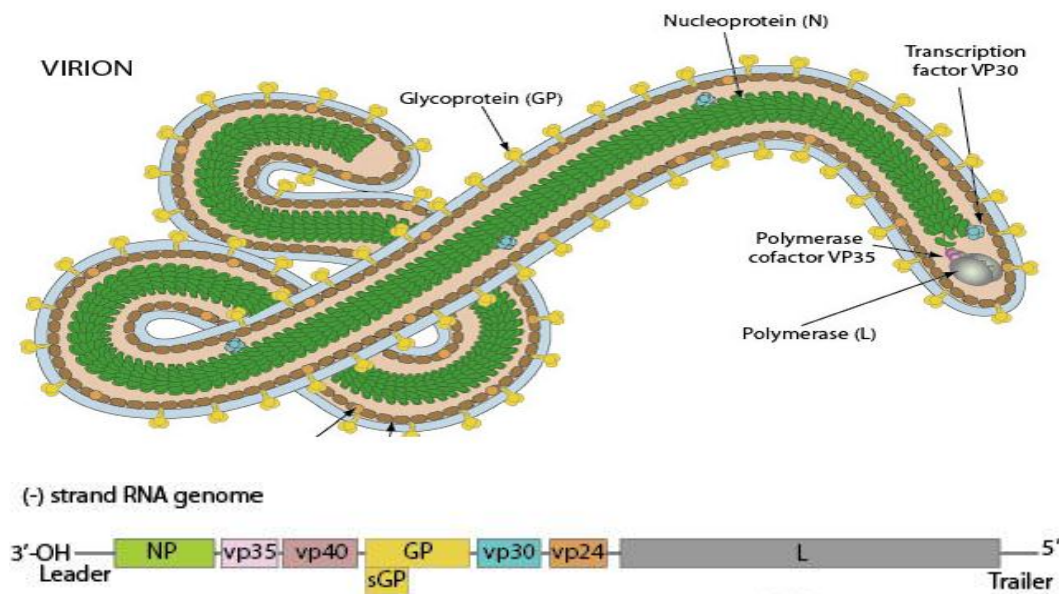 VIRION
Nucleoprotein (N)
Transcription
factor VP30
Glycoprotein (GP)
Polymerase
cofactor VP35
Polymerase (L)
(-) strand RNA genome
3'-OH
Leader
NP
vp35
vp40
GP
sGP
vp30
vp24
L
5'
Trailer